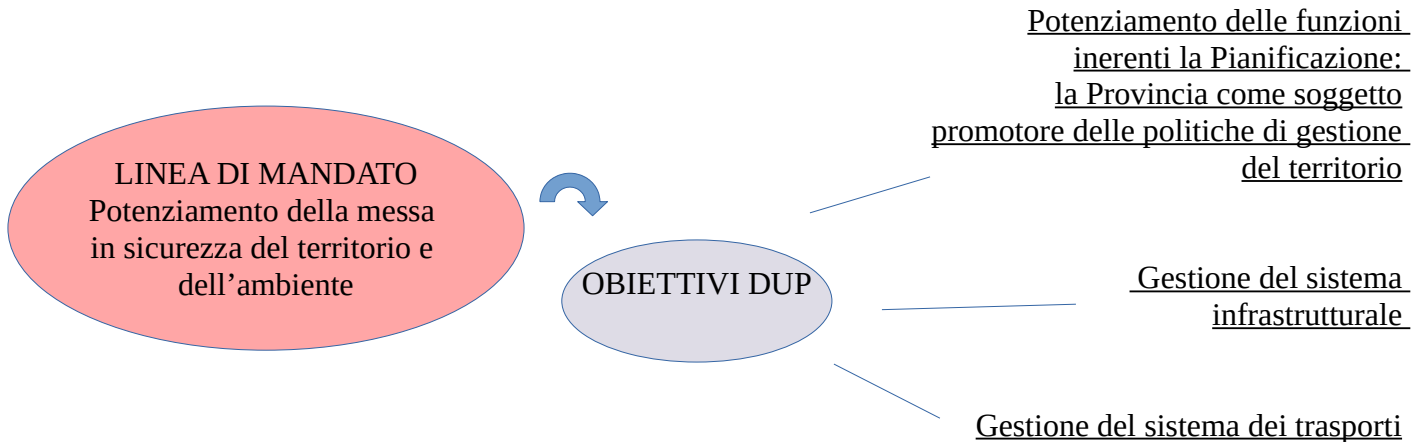 LINEA DI MANDATO
Potenziamento della messa
in sicurezza del territorio e
dell’ambiente
OBIETTIVI DUP
Potenziamento delle funzioni
inerenti la Pianificazione:
la Provincia come soggetto
promotore delle politiche di gestione
del territorio
Gestione del sistema
infrastrutturale
Gestione del sistema dei trasporti